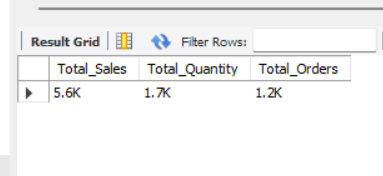 Result Grid Filter Rows:
Total_Sales Total_Quantity Total_Orders
5.6K 1.7K 1.2K